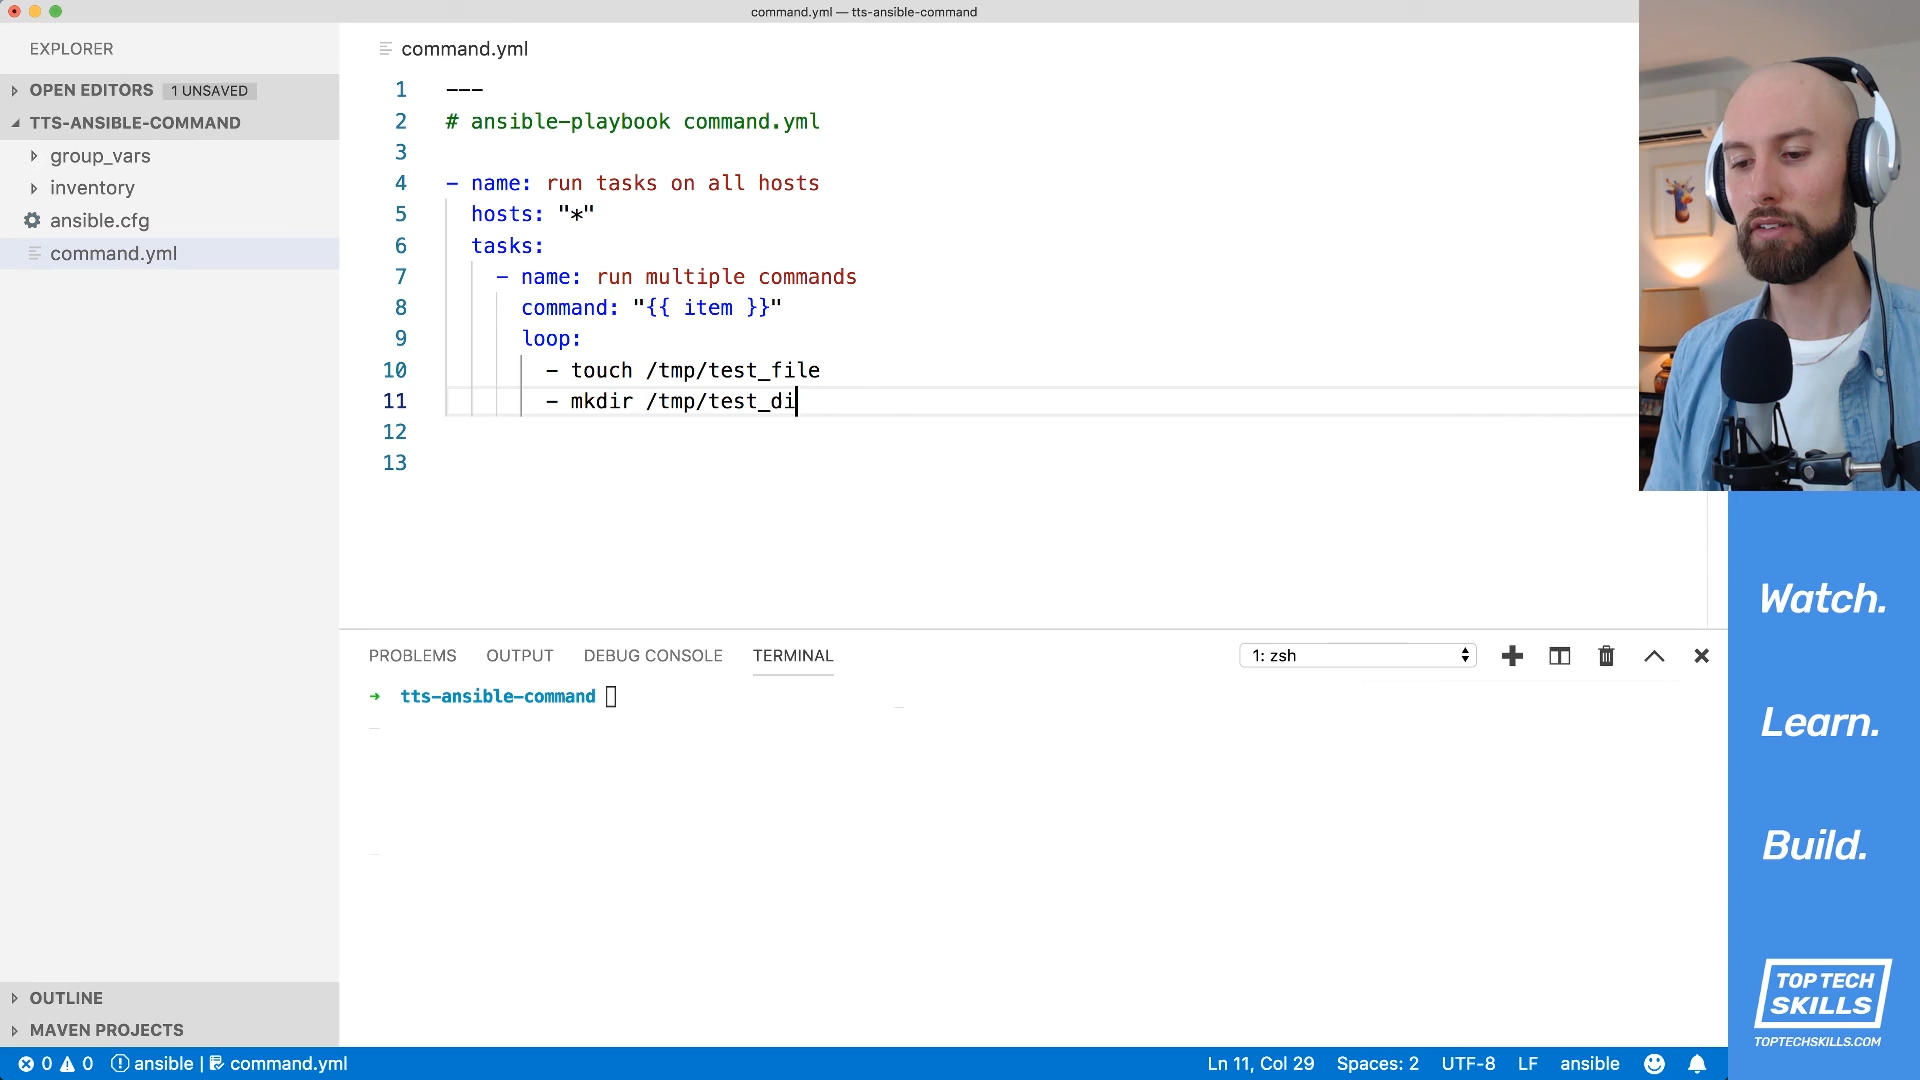 command.yml — tts-ansible-command
EXPLORER
OPEN EDITORS 1 UNSAVED
TTS-ANSIBLE-COMMAND
group_vars
inventory
ansible.cfg
command.yml
command.yml
1 ---
2 # ansible-playbook command.yml
3
4 - name: run tasks on all hosts
5 hosts: "*"
6 tasks:
7 - name: run multiple commands
8 command: "{{ item }}"
9 loop:
10 - touch /tmp/test_file
11 - mkdir /tmp/test_di
12
13
PROBLEMS OUTPUT DEBUG CONSOLE TERMINAL 1: zsh
→ tts-ansible-command
Watch.
Learn.
Build.
TOP TECH
SKILLS
TOPTECHSKILLS.COM
OUTLINE
MAVEN PROJECTS
0 0 ansible | command.yml Ln 11, Col 29 Spaces: 2 UTF-8 LF ansible